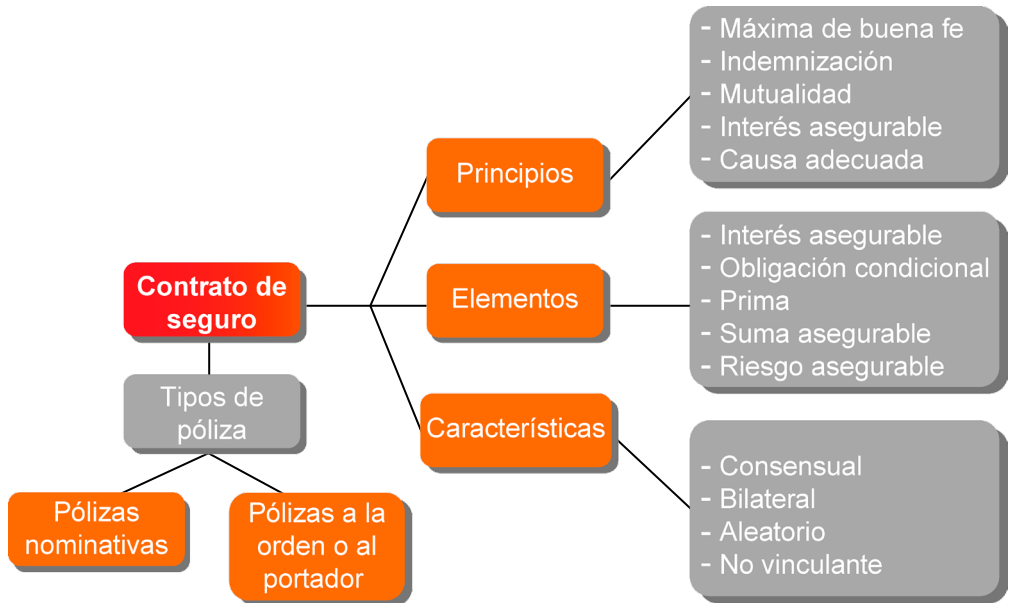 Contrato de
seguro
Tipos de
póliza
Pólizas
nominativas
Pólizas a la
orden o al
portador
Principios
- Máxima de buena fe
- Indemnización
- Mutualidad
- Interés asegurable
- Causa adecuada
Elementos
- Interés asegurable
- Obligación condicional
- Prima
- Suma asegurable
- Riesgo asegurable
Características
- Consensual
- Bilateral
- Aleatorio
- No vinculante